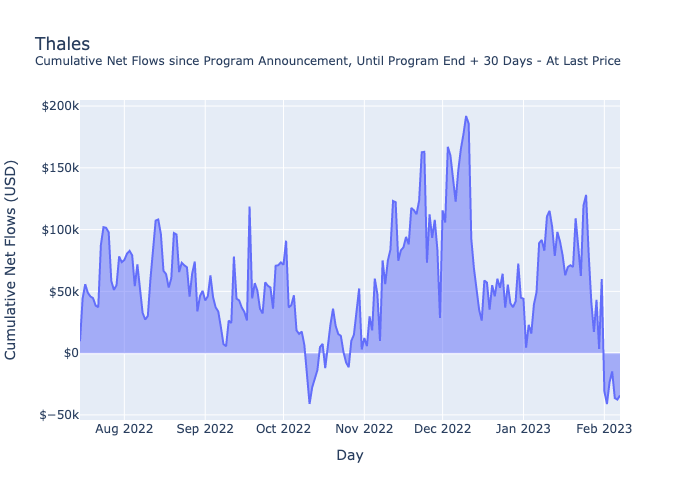 Thales
Cumulative Net Flows since Program Announcement, Until Program End + 30 Days - At Last Price
Cumulative Net Flows (USD)
$200k
$150k
$100k
$50k
$0
$−50k
Aug 2022 Sep 2022 Oct 2022 Nov 2022 Dec 2022 Jan 2023 Feb 2023
Day